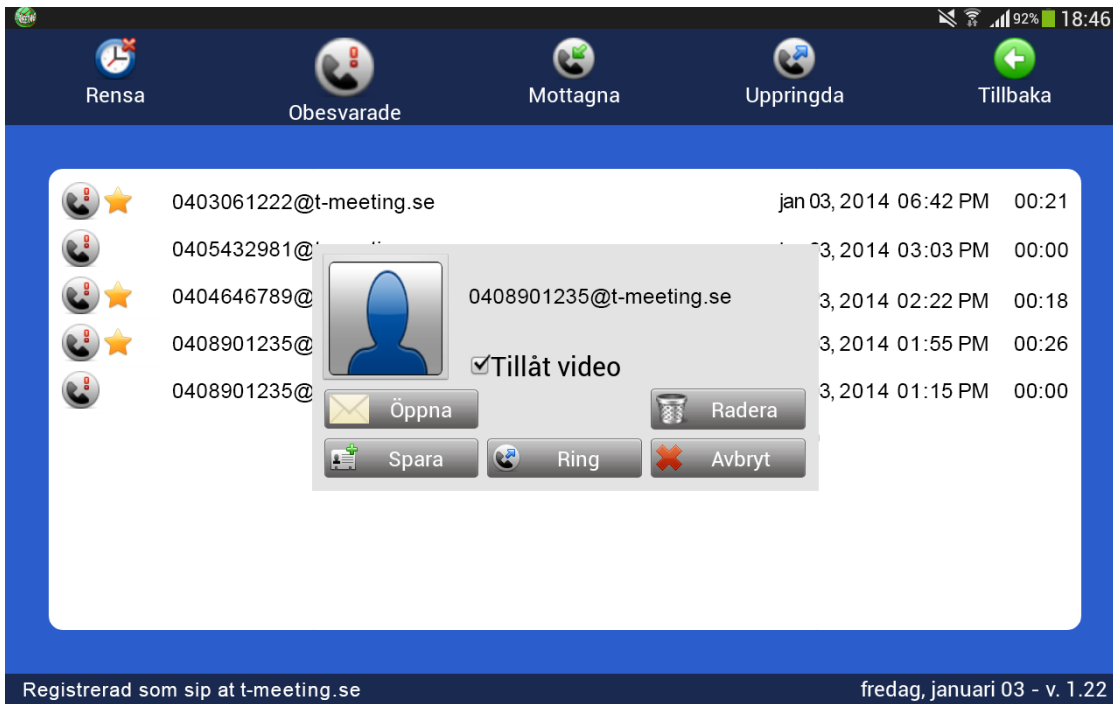 92% 18:46
Rensa Obesvarade Mottagna Uppringda Tillbaka
0403061222@t-meeting.se jan 03, 2014 06:42 PM 00:21
0405432981@ 3, 2014 03:03 PM 00:00
0404646789@ 3, 2014 02:22 PM 00:18
0408901235@ 3, 2014 01:55 PM 00:26
0408901235@ 3, 2014 01:15 PM 00:00
0408901235@t-meeting.se
Tillåt video
Öppna Radera
Spara Ring Avbryt
Registrerad som sip at t-meeting.se fredag, januari 03 - v. 1.22